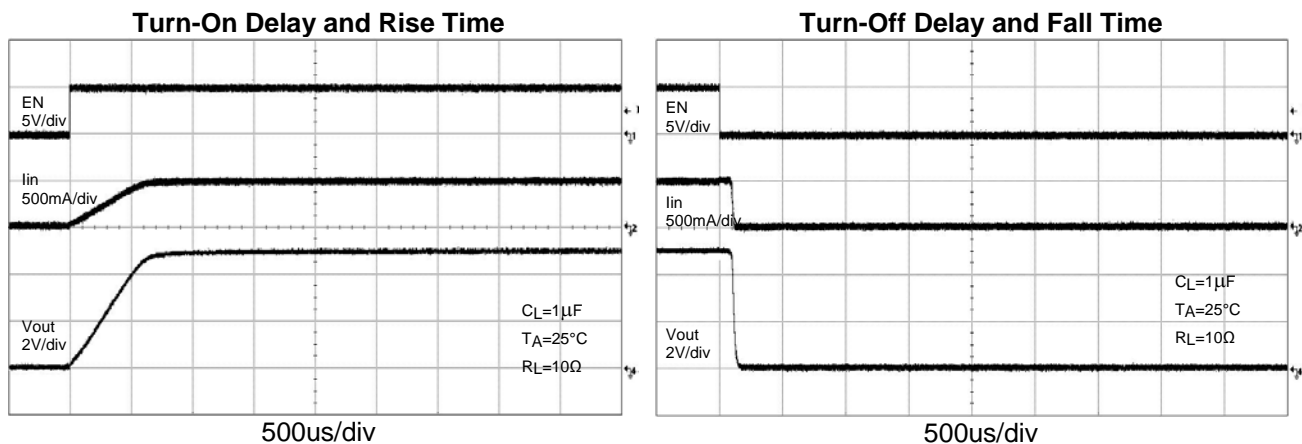 Turn-On Delay and Rise Time
EN
5V/div
Iin
500mA/div
Vout
2V/div
CL=1µF
TA=25°C
RL=10Ω
500us/div
Turn-Off Delay and Fall Time
EN
5V/div
Iin
500mA/div
Vout
2V/div
CL=1µF
TA=25°C
RL=10Ω
500us/div